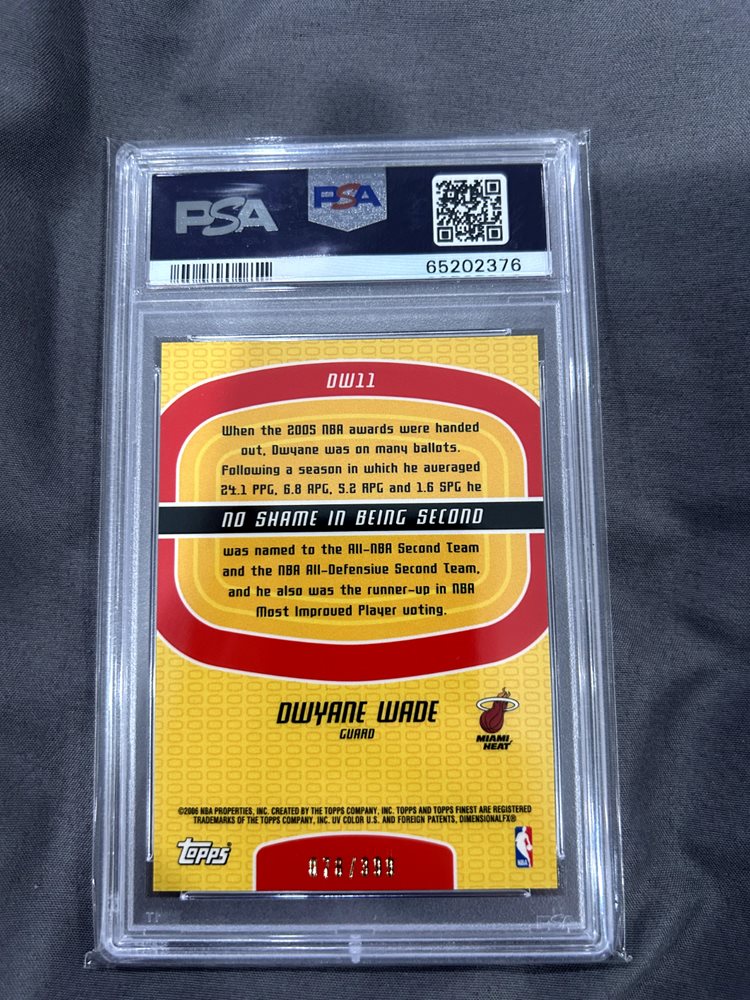 PSA PSA
65202376
DW11
When the 2005 NBA awards were handed
out, Dwyane was on many ballots.
Following a season in which he averaged
24.1 PPG, 6.8 APG, 5.2 RPG and 1.6 SPG he
NO SHAME IN BEING SECOND
was named to the All-NBA Second Team
and the NBA All-Defensive Second Team,
and he also was the runner-up in NBA
Most Improved Player voting.
DWYANE WADE
GUARD
MIAMI
HEAT
©2006 NBA PROPERTIES, INC. CREATED BY THE TOPPS COMPANY, INC. TOPPS AND TOPPS FINEST ARE REGISTERED
TRADEMARKS OF THE TOPPS COMPANY, INC. UV COLOR U.S. AND FOREIGN PATENTS, DIMENSIONALFX®
topps
NBA
/399